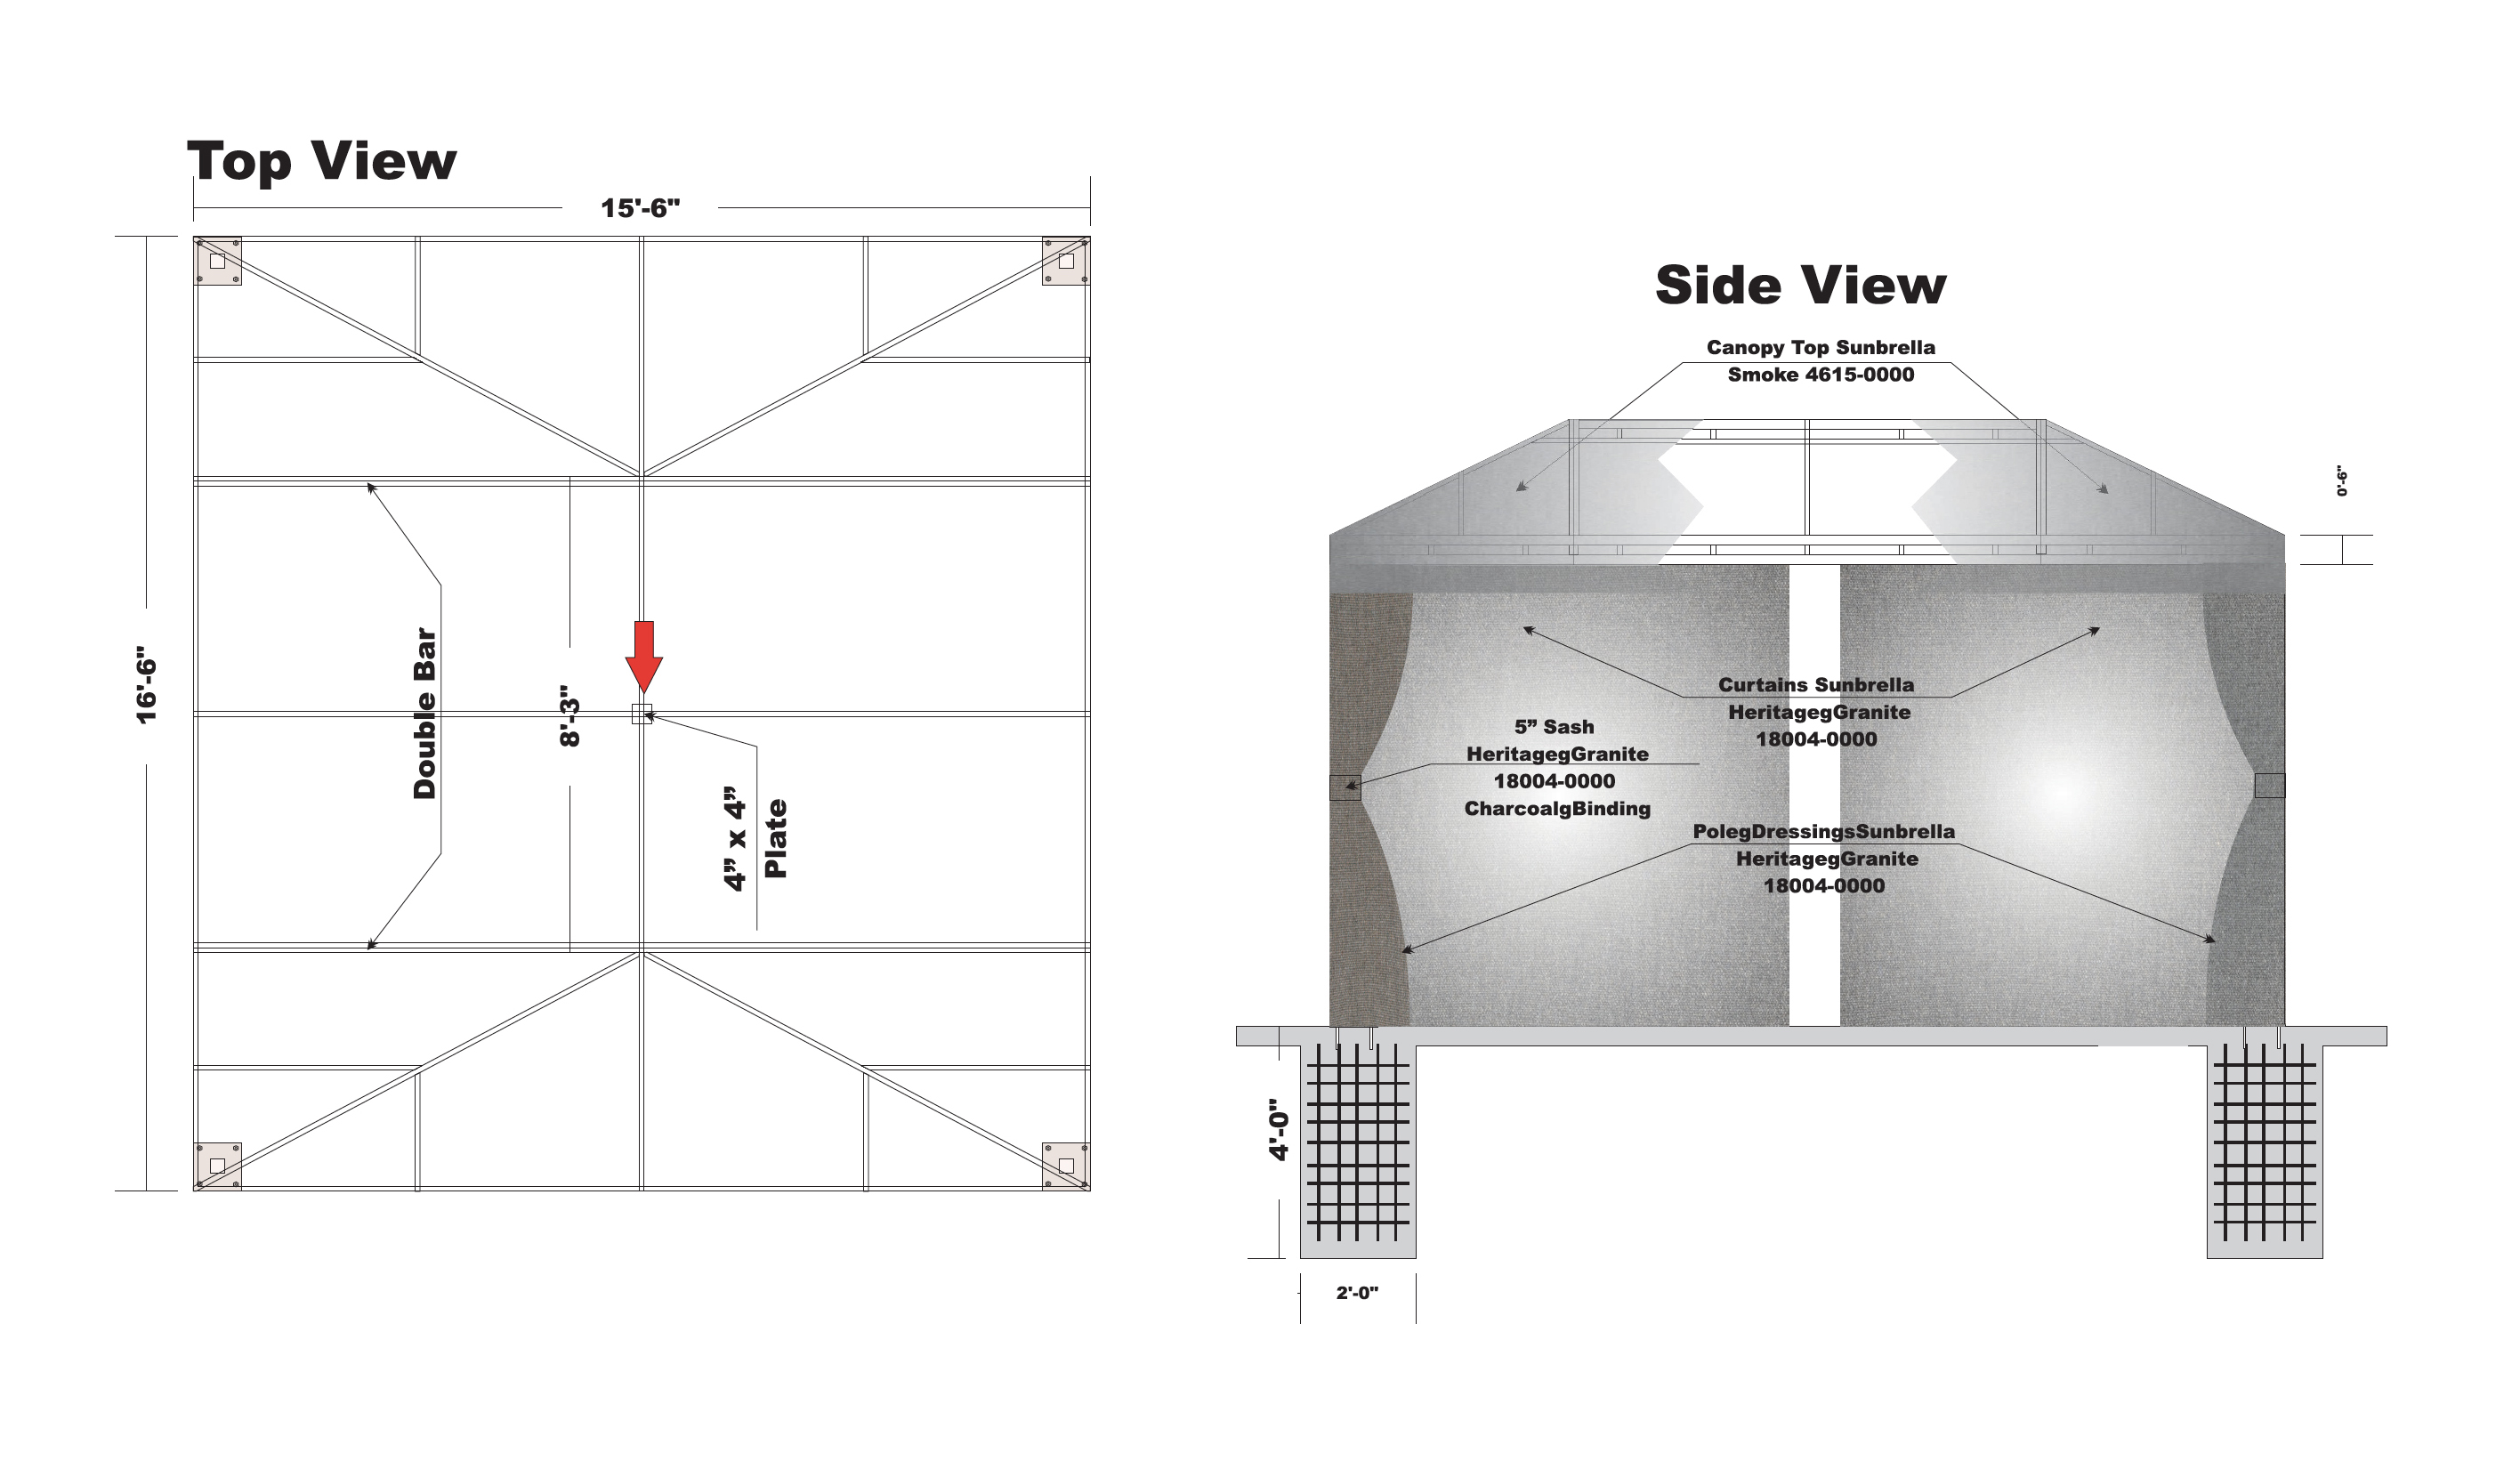 Top View
15'-6"
16'-6"
Double Bar
8'-3"
4” x 4”
Plate
Side View
Canopy Top Sunbrella
Smoke 4615-0000
0'-6"
Curtains Sunbrella
HeritagegGranite
18004-0000
5” Sash
HeritagegGranite
18004-0000
CharcoalgBinding
PolegDressingsSunbrella
HeritagegGranite
18004-0000
4'-0"
2'-0"